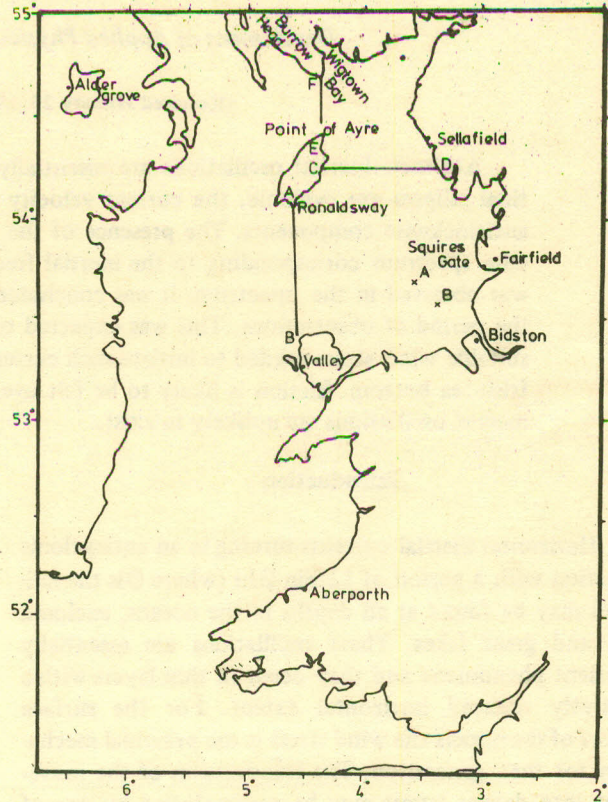 55°
Burrow
Head
Wigtown
Bay
Alder
grove
F
Point of Ayre
E
C
Sellafield
D
A
54°
Ronaldsway
Squires
Gate
Fairfield
A
B
B
Valley
Bidston
53°
52°
Aberporth
6°
5°
4°
3°
2°